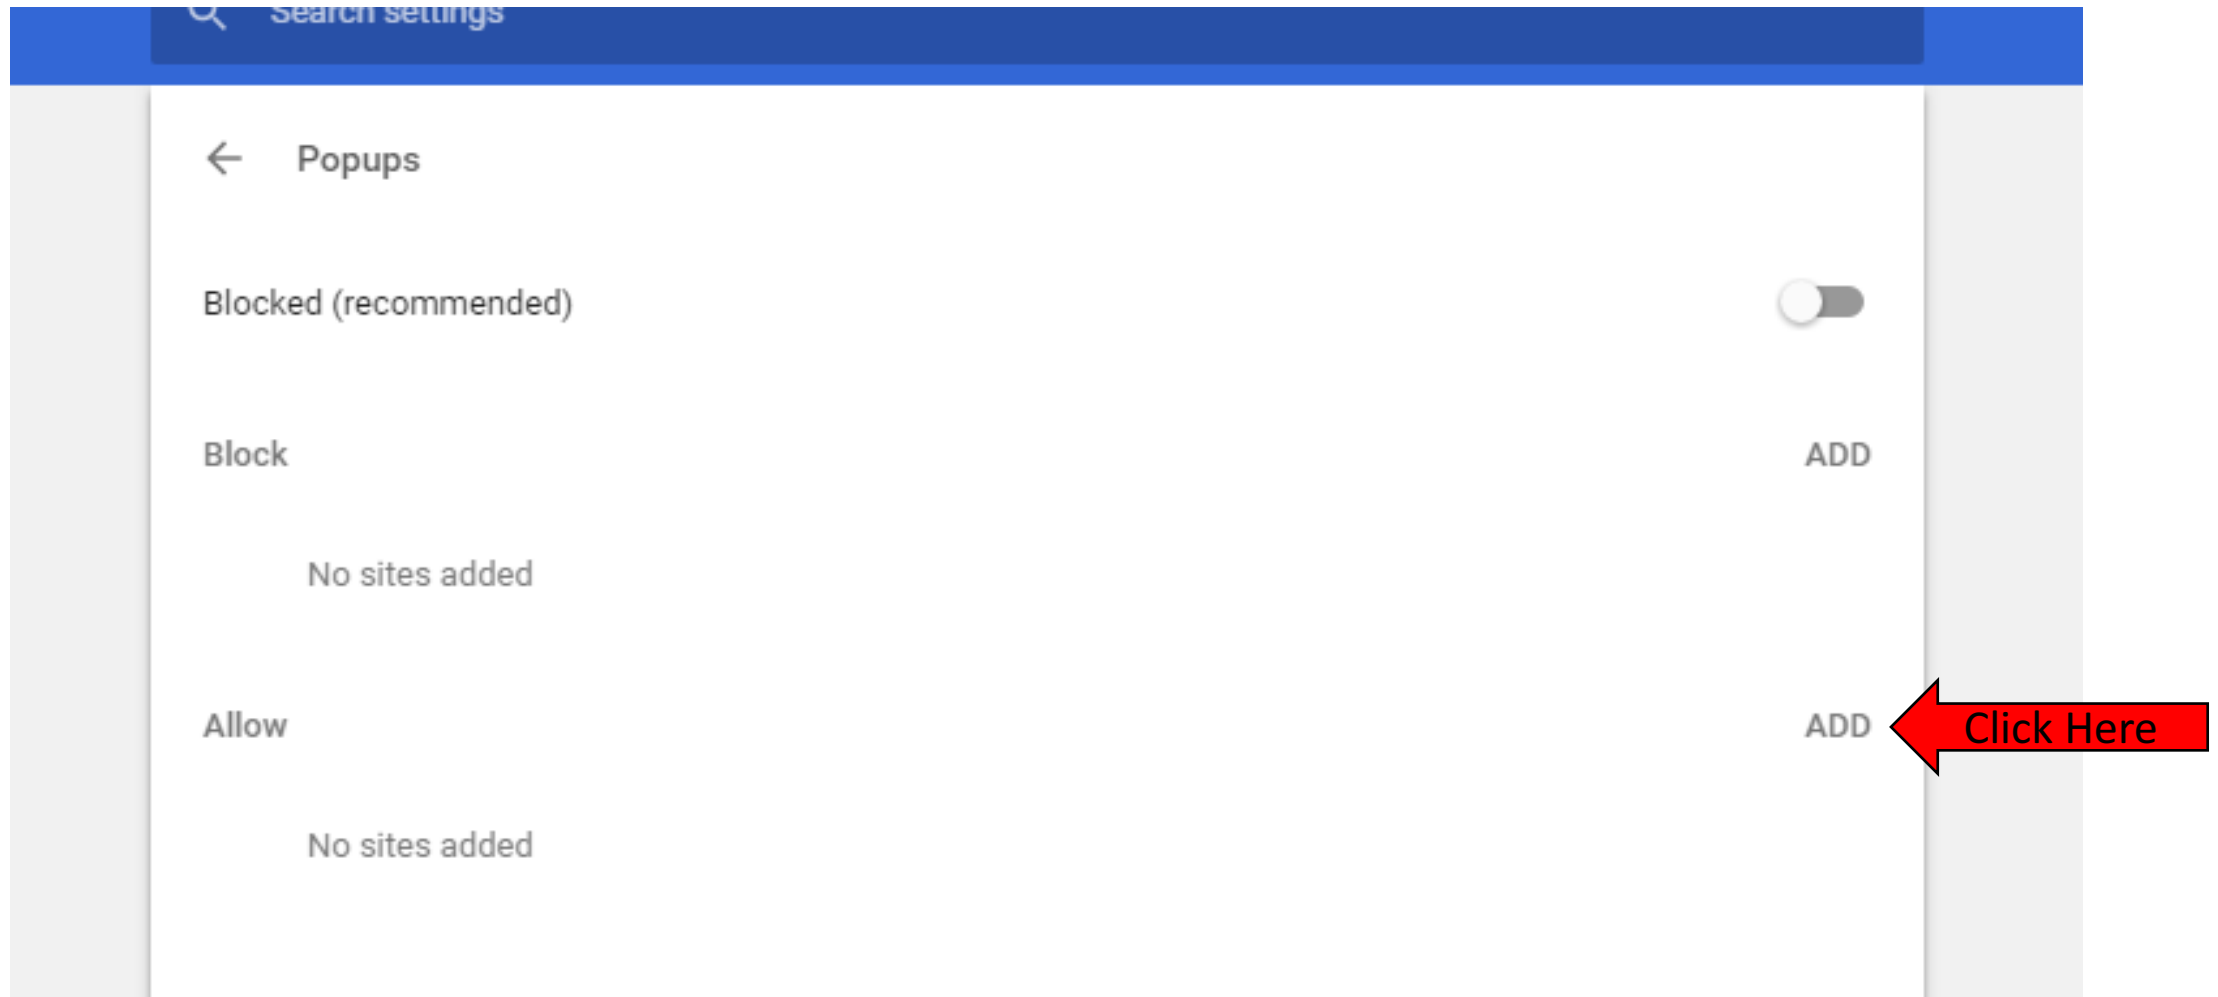 Search settings
Popups
Blocked (recommended)
Block
ADD
No sites added
Allow
ADD
Click Here
No sites added